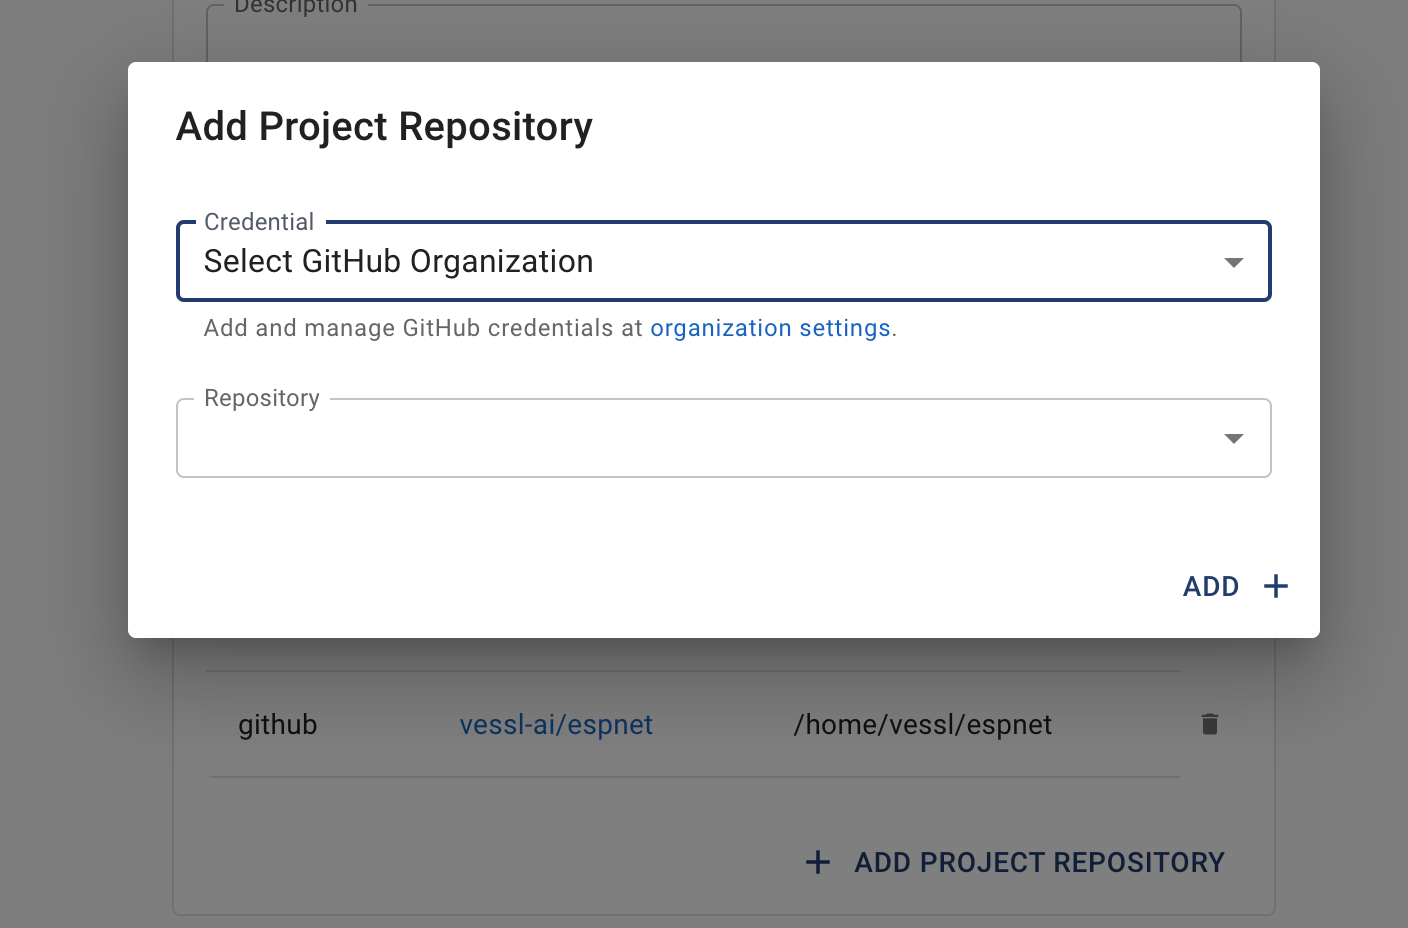 Description
Add Project Repository
Credential
Select GitHub Organization
Add and manage GitHub credentials at organization settings.
Repository
ADD
github vessl-ai/espnet /home/vessl/espnet
ADD PROJECT REPOSITORY